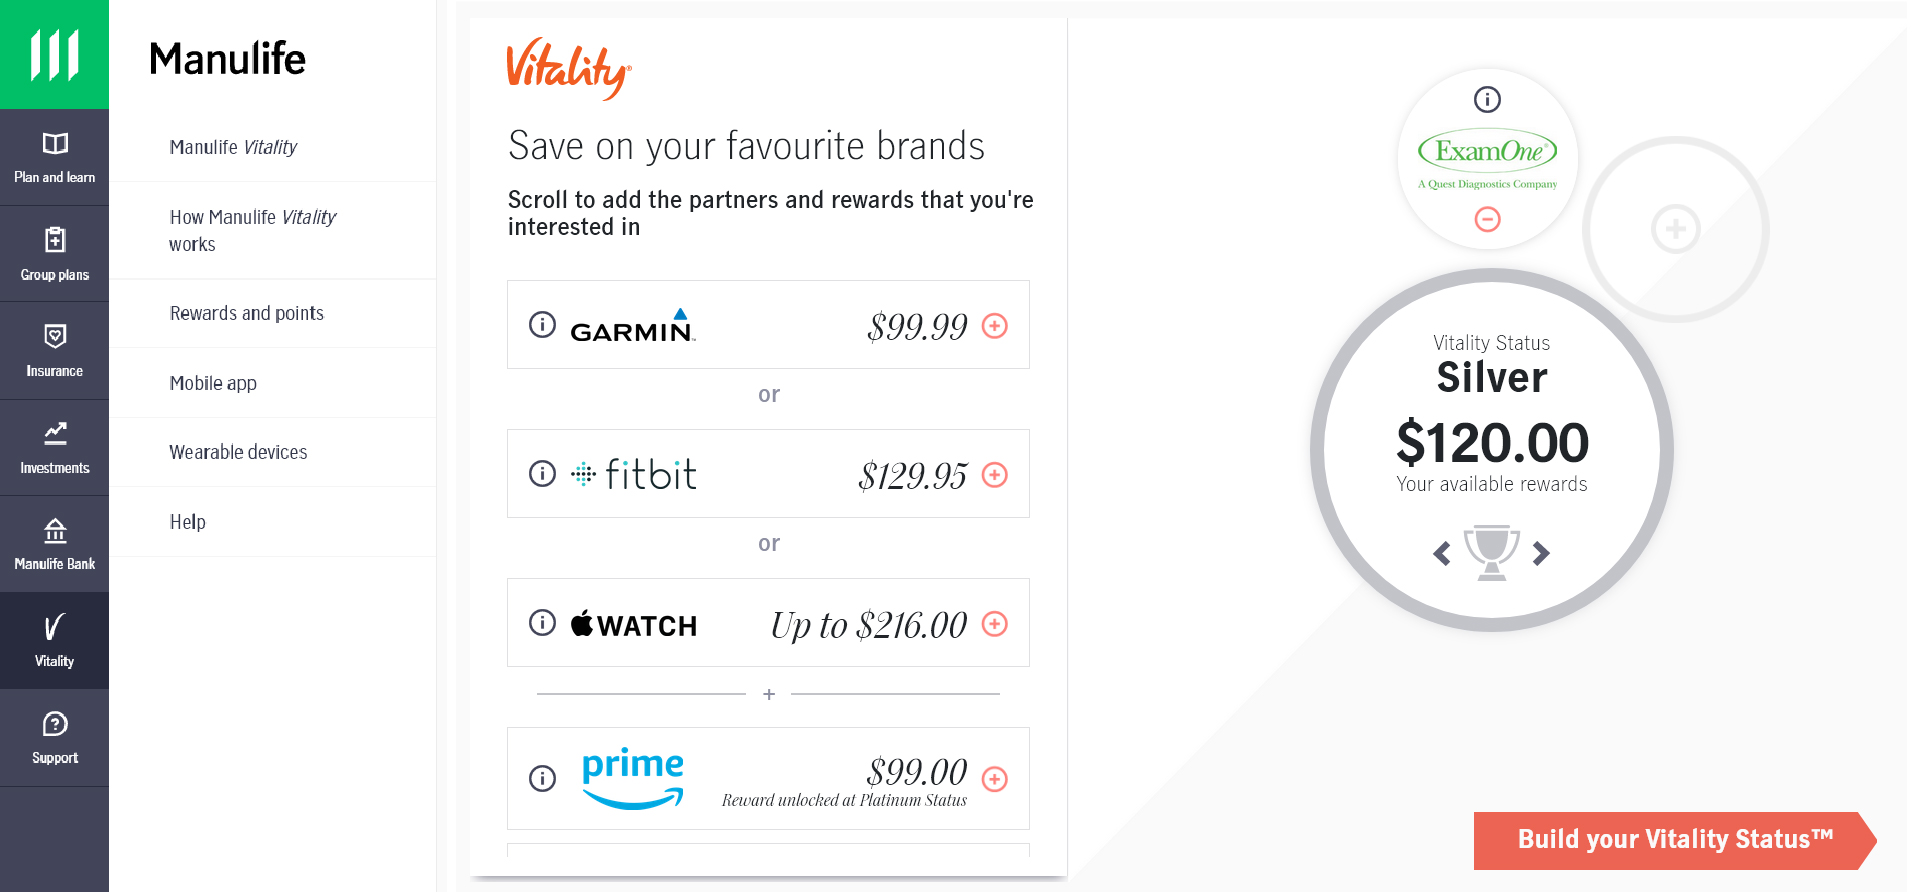 Manulife
Plan and learn
Group plans
Insurance
Investments
Manulife Bank
Vitality
Support
Manulife Vitality
How Manulife Vitality
works
Rewards and points
Mobile app
Wearable devices
Help
Vitality®
Save on your favourite brands
Scroll to add the partners and rewards that you're
interested in
GARMIN™ $99.99
or
fitbit $129.95
or
WATCH Up to $216.00
+
prime $99.00
Reward unlocked at Platinum Status
ExamOne®
A Quest Diagnostics Company
Vitality Status
Silver
$120.00
Your available rewards
Build your Vitality Status™